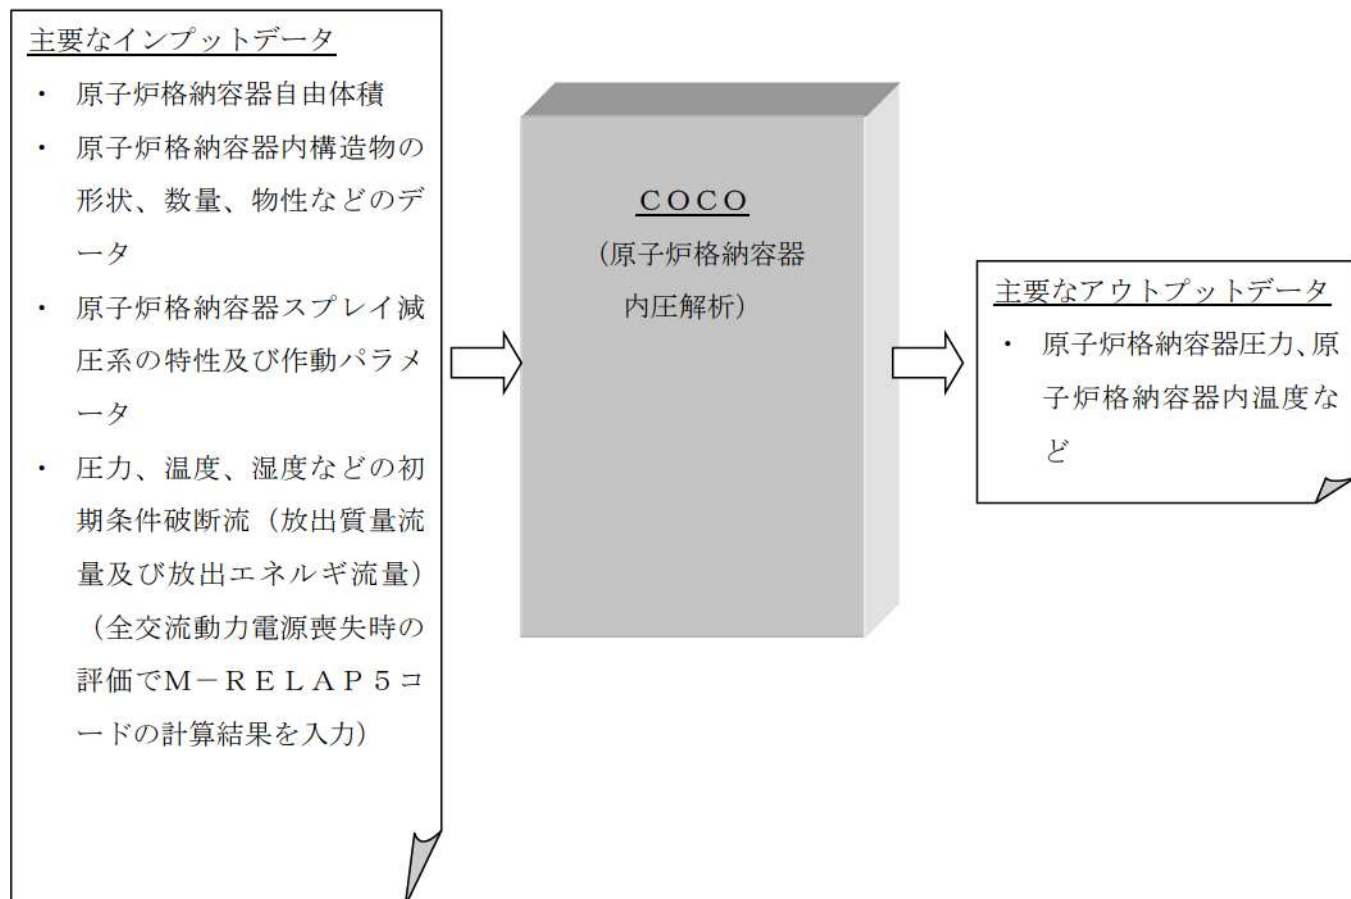 主要なインプットデータ
・ 原子炉格納容器自由体積
・ 原子炉格納容器内構造物の
形状、数量、物性などのデ
ータ
・ 原子炉格納容器スプレイ減
圧系の特性及び作動パラメ
ータ
・ 圧力、温度、湿度などの初
期条件破断流（放出質量流
量及び放出エネルギ流量）
（全交流動力電源喪失時の
評価でＭ－ＲＥＬＡＰ５コ
ードの計算結果を入力）
ＣＯＣＯ
（原子炉格納容器
内圧解析）
主要なアウトプットデータ
・ 原子炉格納容器圧力、原
子炉格納容器内温度な
ど